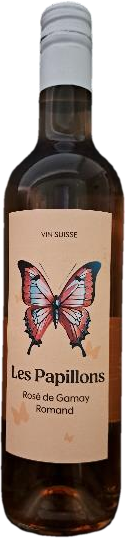 VIN SUISSE
Les Papillons
Rosé de Gamay
Romand